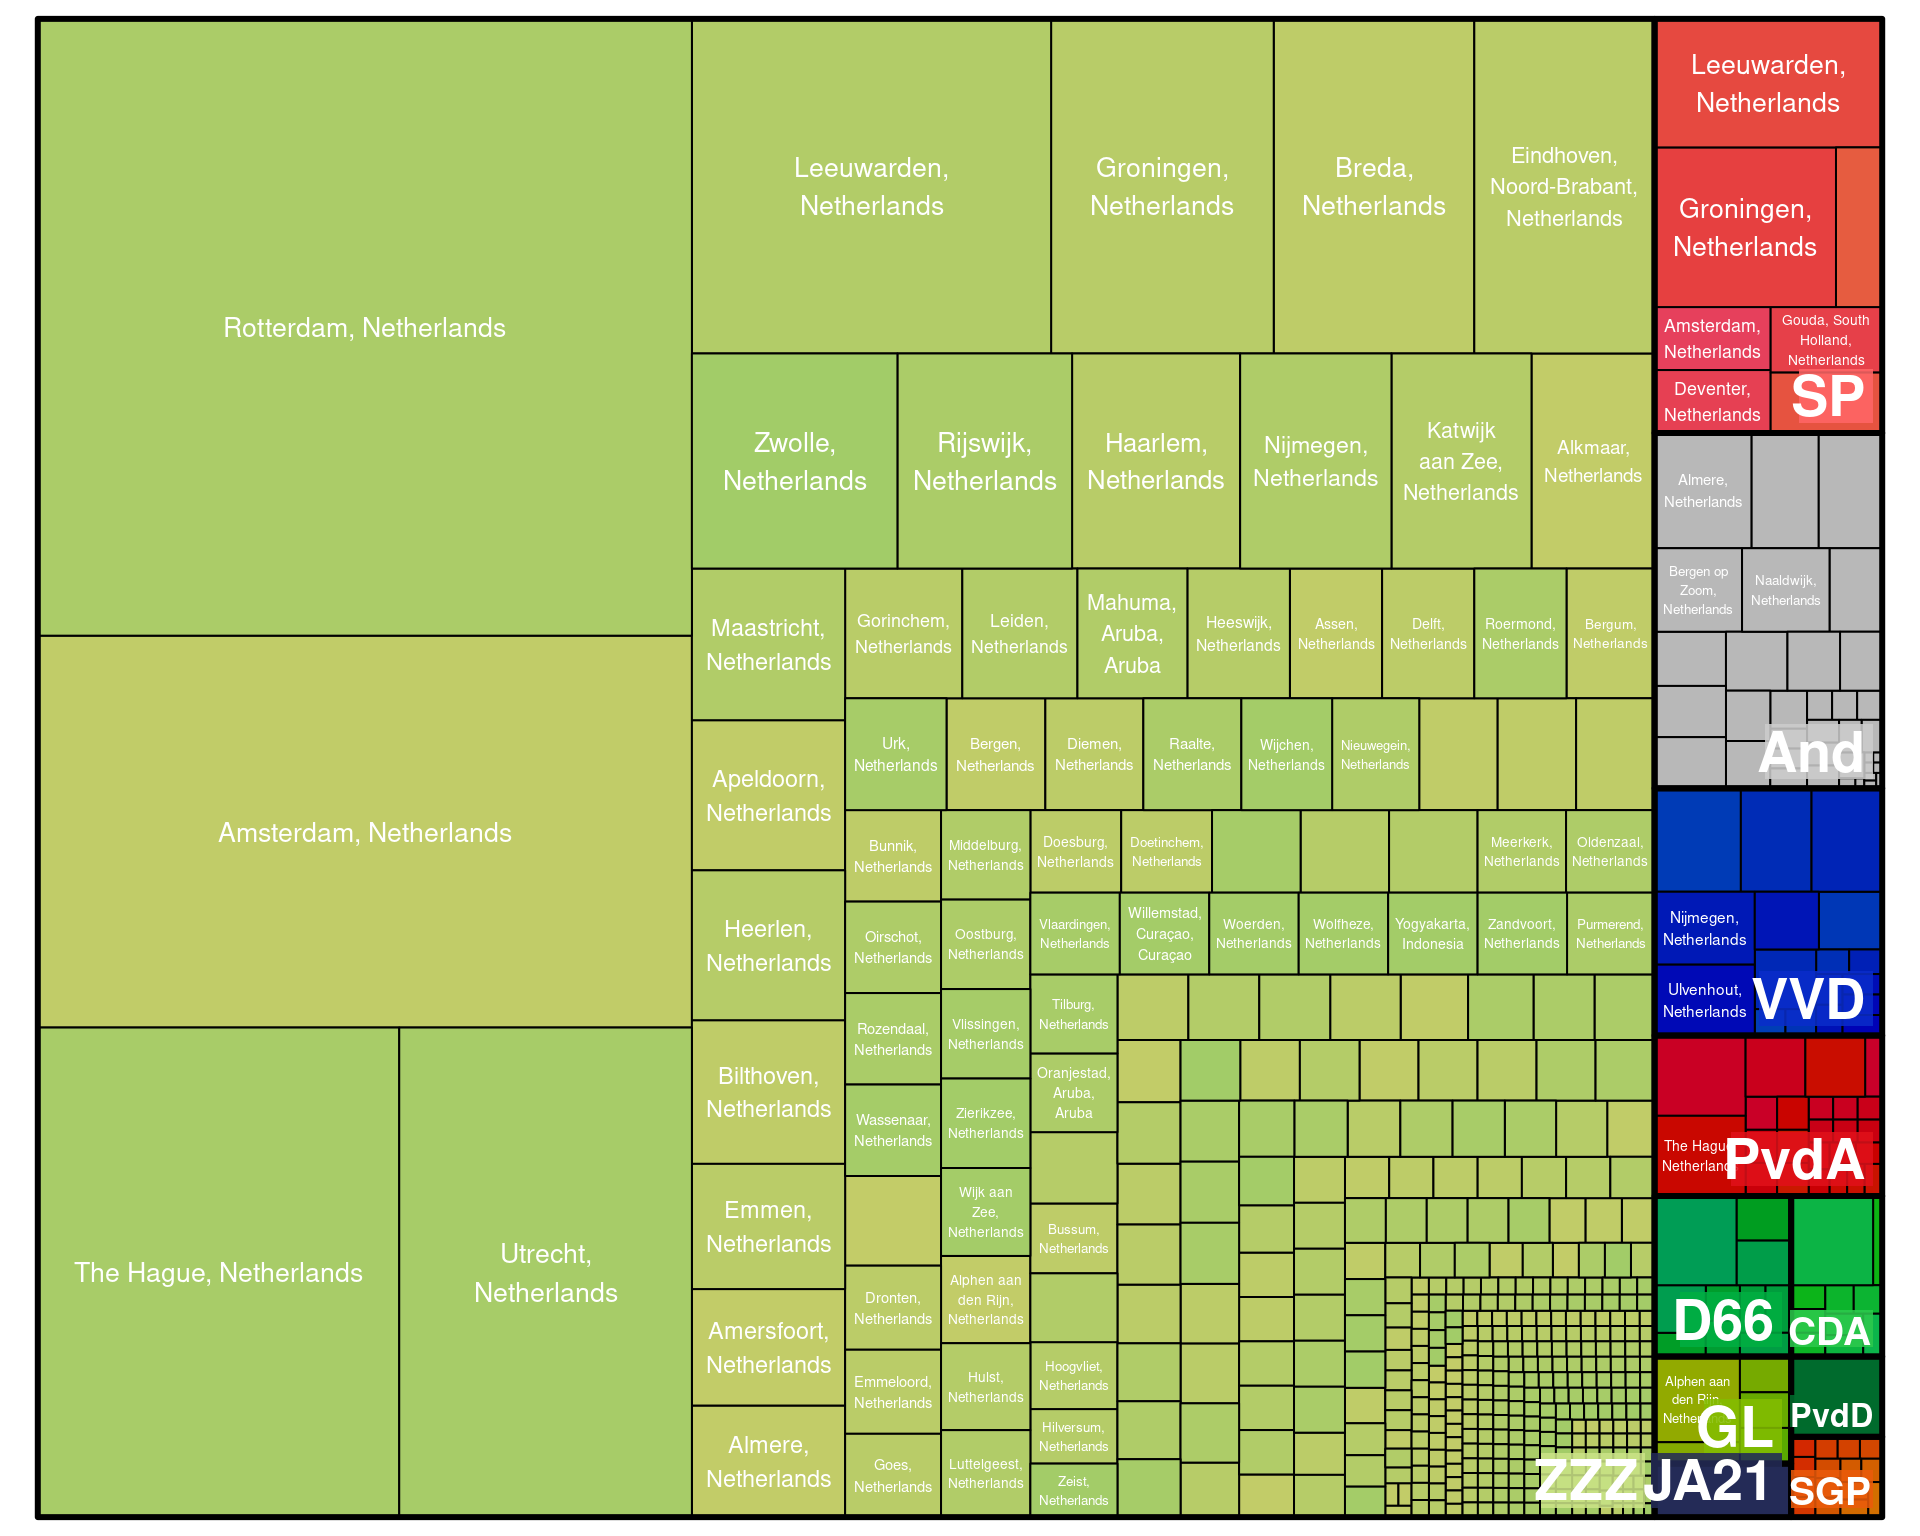 Rotterdam, Netherlands
Amsterdam, Netherlands
The Hague, Netherlands
Utrecht,
Netherlands
Leeuwarden,
Netherlands
Groningen,
Netherlands
Breda,
Netherlands
Eindhoven,
Noord-Brabant,
Netherlands
Zwolle,
Netherlands
Rijswijk,
Netherlands
Haarlem,
Netherlands
Nijmegen,
Netherlands
Katwijk
aan Zee,
Netherlands
Alkmaar,
Netherlands
Maastricht,
Netherlands
Apeldoorn,
Netherlands
Heerlen,
Netherlands
Bilthoven,
Netherlands
Emmen,
Netherlands
Amersfoort,
Netherlands
Almere,
Netherlands
Gorinchem,
Netherlands
Leiden,
Netherlands
Mahuma,
Aruba,
Aruba
Heeswijk,
Netherlands
Assen,
Netherlands
Delft,
Netherlands
Roermond,
Netherlands
Bergum,
Netherlands
Urk,
Netherlands
Bergen,
Netherlands
Diemen,
Netherlands
Raalte,
Netherlands
Wijchen,
Netherlands
Nieuwegein,
Netherlands
Bunnik,
Netherlands
Oirschot,
Netherlands
Rozendaal,
Netherlands
Wassenaar,
Netherlands
Dronten,
Netherlands
Emmeloord,
Netherlands
Goes,
Netherlands
Middelburg,
Netherlands
Oostburg,
Netherlands
Vlissingen,
Netherlands
Zierikzee,
Netherlands
Wijk aan
Zee,
Netherlands
Alphen aan
den Rijn,
Netherlands
Hulst,
Netherlands
Luttelgeest,
Netherlands
Doesburg,
Netherlands
Doetinchem,
Netherlands
Meerkerk,
Netherlands
Oldenzaal,
Netherlands
Vlaardingen,
Netherlands
Willemstad,
Curaçao,
Curaçao
Woerden,
Netherlands
Wolfheze,
Netherlands
Yogyakarta,
Indonesia
Zandvoort,
Netherlands
Purmerend,
Netherlands
Tilburg,
Netherlands
Oranjestad,
Aruba,
Aruba
Bussum,
Netherlands
Hoogvliet,
Netherlands
Hilversum,
Netherlands
Zeist,
Netherlands
ZZZ
Leeuwarden,
Netherlands
Groningen,
Netherlands
Amsterdam,
Netherlands
Gouda, South
Holland,
Netherlands
Deventer,
Netherlands
SP
Almere,
Netherlands
Bergen op
Zoom,
Netherlands
Naaldwijk,
Netherlands
And
Nijmegen,
Netherlands
Ulvenhout,
Netherlands
VVD
The Hague,
Netherlands
PvdA
D66
CDA
Alphen aan
den Rijn,
Netherlands
GL
PvdD
JA21
SGP